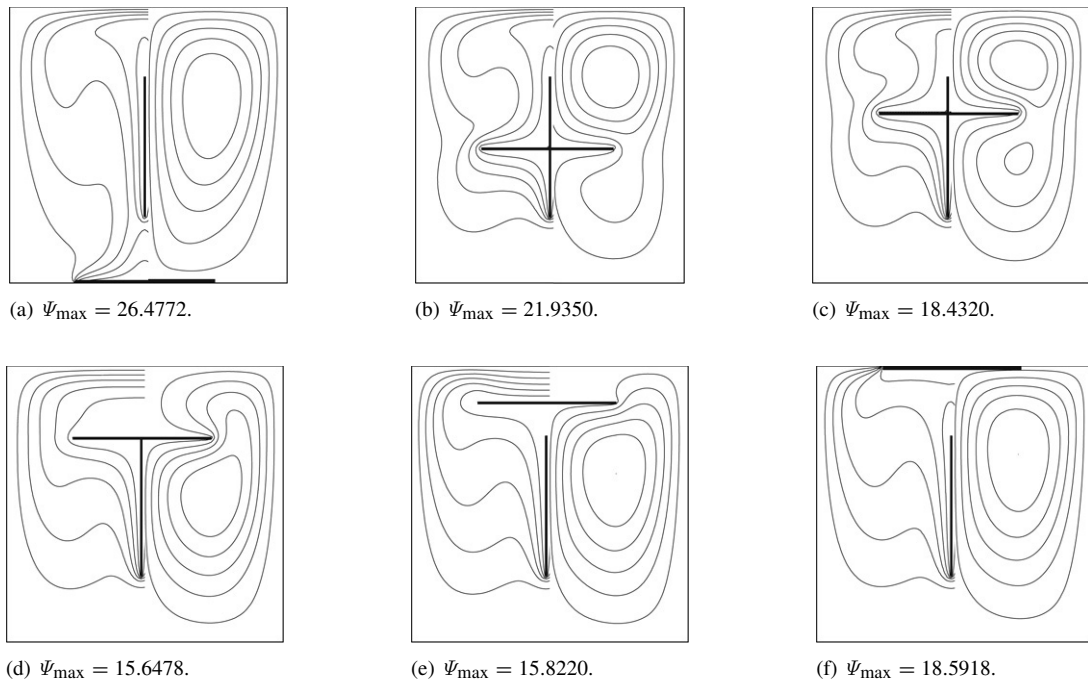 (a) Ψmax = 26.4772.
(b) Ψmax = 21.9350.
(c) Ψmax = 18.4320.
(d) Ψmax = 15.6478.
(e) Ψmax = 15.8220.
(f) Ψmax = 18.5918.